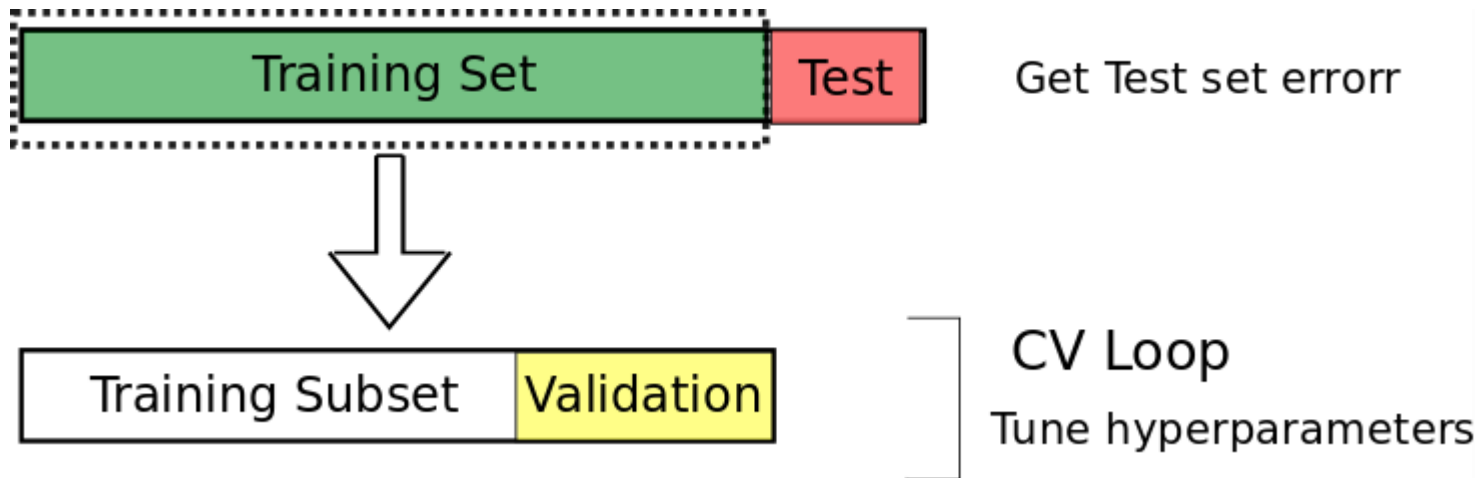 Training Set
Test
Get Test set errorr
Training Subset
Validation
CV Loop
Tune hyperparameters